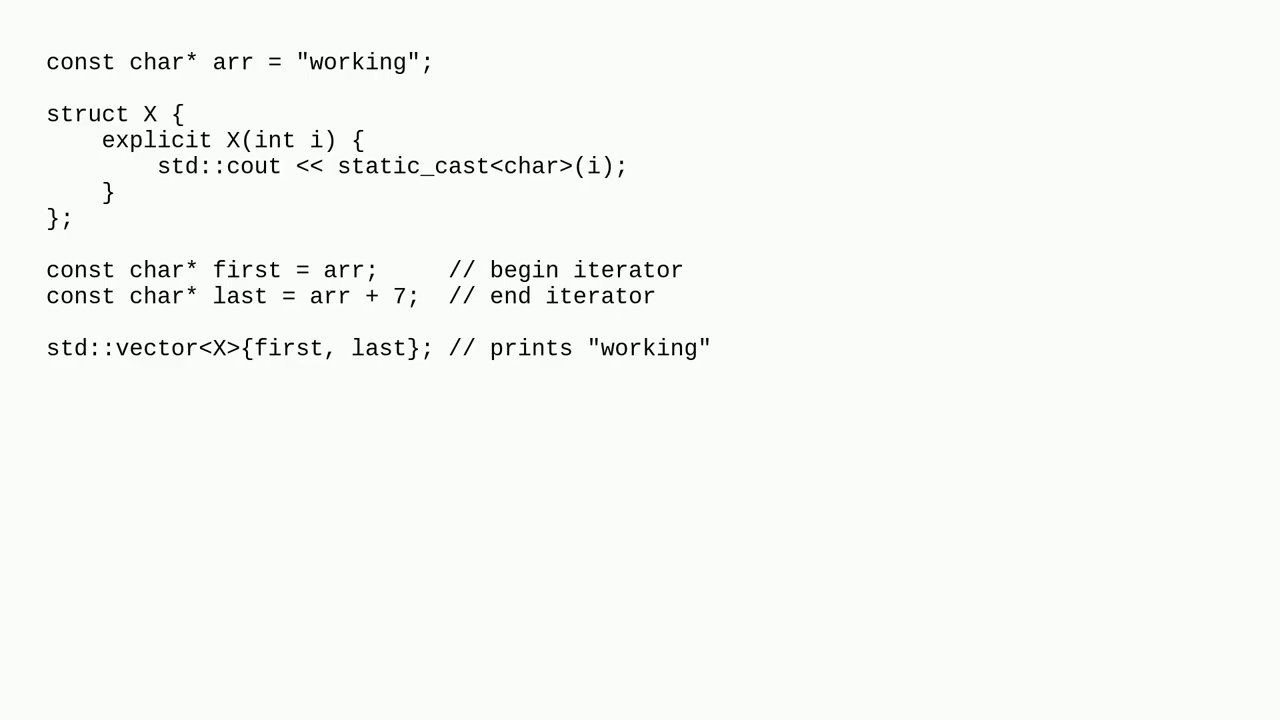 const char* arr = "working";

struct X {
    explicit X(int i) {
        std::cout << static_cast<char>(i);
    }
};

const char* first = arr;     // begin iterator
const char* last = arr + 7;  // end iterator

std::vector<X>{first, last}; // prints "working"